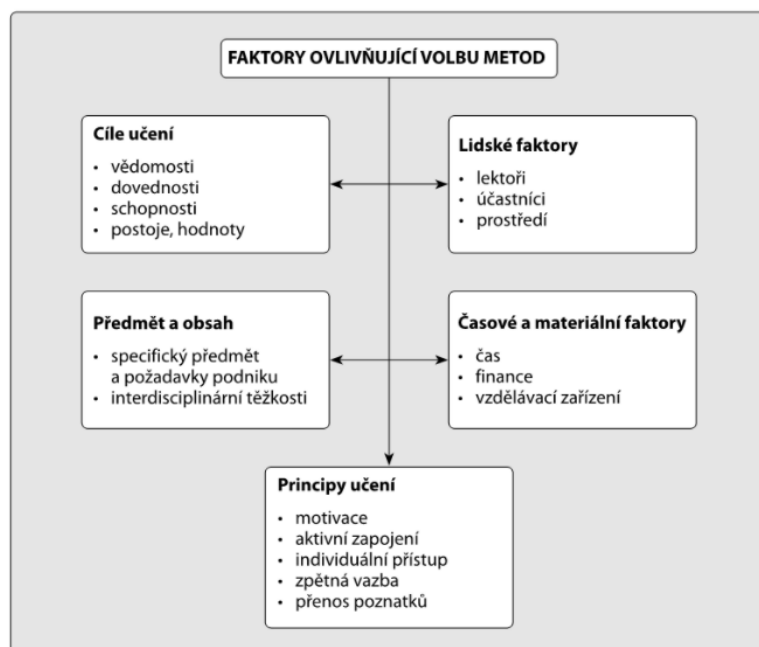 FAKTORY OVLIVŇUJÍCÍ VOLBU METOD
Cíle učení
• vědomosti
• dovednosti
• schopnosti
• postoje, hodnoty
Lidské faktory
• lektoři
• účastníci
• prostředí
Předmět a obsah
• specifický předmět
a požadavky podniku
• interdisciplinární těžkosti
Časové a materiální faktory
• čas
• finance
• vzdělávací zařízení
Principy učení
• motivace
• aktivní zapojení
• individuální přístup
• zpětná vazba
• přenos poznatků